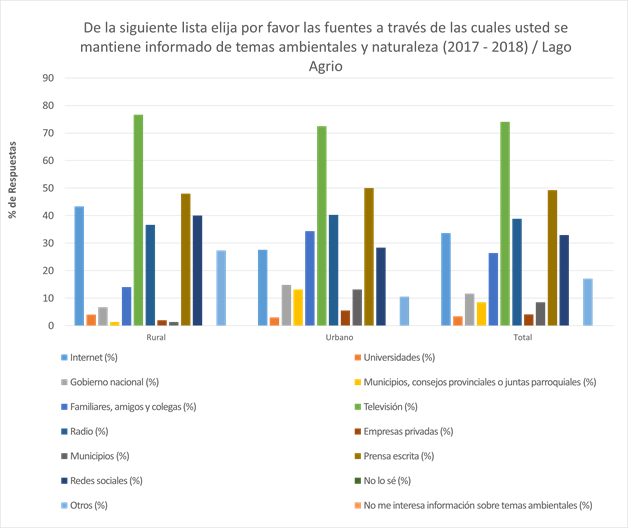 De la siguiente lista elija por favor las fuentes a través de las cuales usted se
mantiene informado de temas ambientales y naturaleza (2017 - 2018) / Lago
Agrio
% de Respuestas
90
80
70
60
50
40
30
20
10
0
Rural Urbano Total
Internet (%) Universidades (%)
Gobierno nacional (%) Municipios, consejos provinciales o juntas parroquiales (%)
Familiares, amigos y colegas (%) Televisión (%)
Radio (%) Empresas privadas (%)
Municipios (%) Prensa escrita (%)
Redes sociales (%) No lo sé (%)
Otros (%) No me interesa información sobre temas ambientales (%)